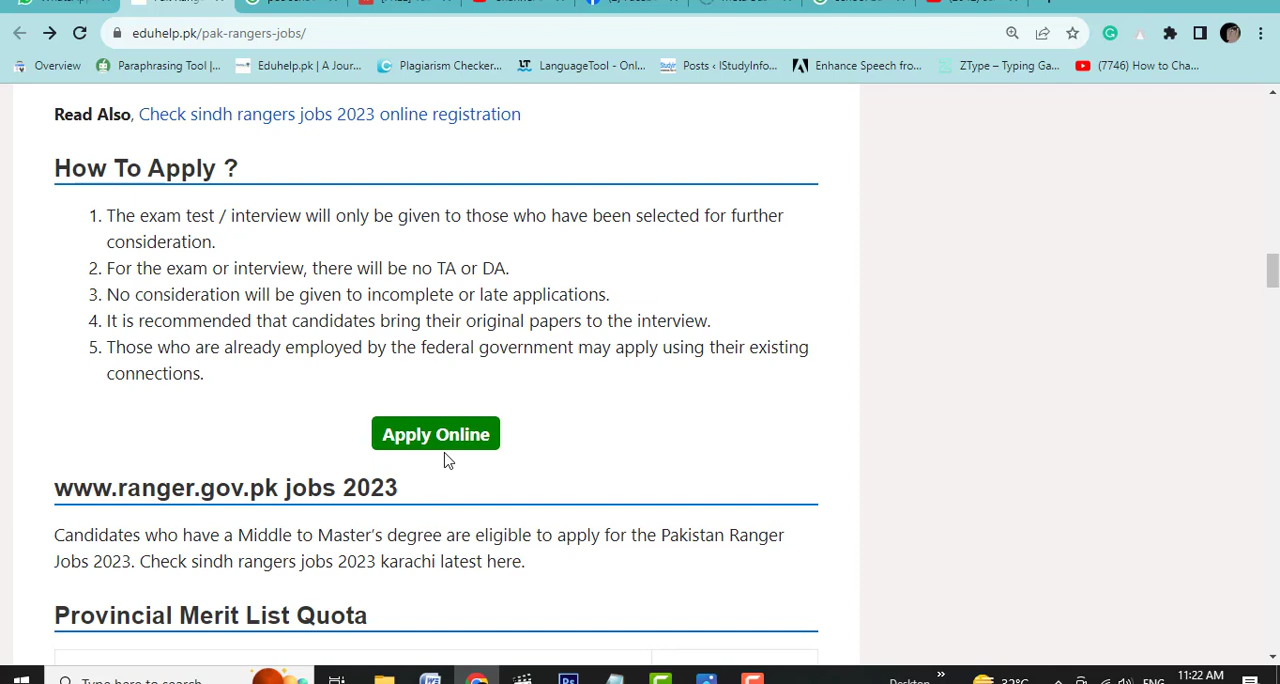 eduhelp.pk/pak-rangers-jobs/
Overview Paraphrasing Tool |... Eduhelp.pk | A Jour... Plagiarism Checker... LanguageTool - Onl... Posts ‹ IStudyInfo... Enhance Speech fro... ZType – Typing Ga... (7746) How to Cha...
Read Also, Check sindh rangers jobs 2023 online registration
How To Apply ?
1. The exam test / interview will only be given to those who have been selected for further
consideration.
2. For the exam or interview, there will be no TA or DA.
3. No consideration will be given to incomplete or late applications.
4. It is recommended that candidates bring their original papers to the interview.
5. Those who are already employed by the federal government may apply using their existing
connections.
Apply Online
www.ranger.gov.pk jobs 2023
Candidates who have a Middle to Master’s degree are eligible to apply for the Pakistan Ranger
Jobs 2023. Check sindh rangers jobs 2023 karachi latest here.
Provincial Merit List Quota
Type here to search Desktop 32°C ENG 11:22 AM